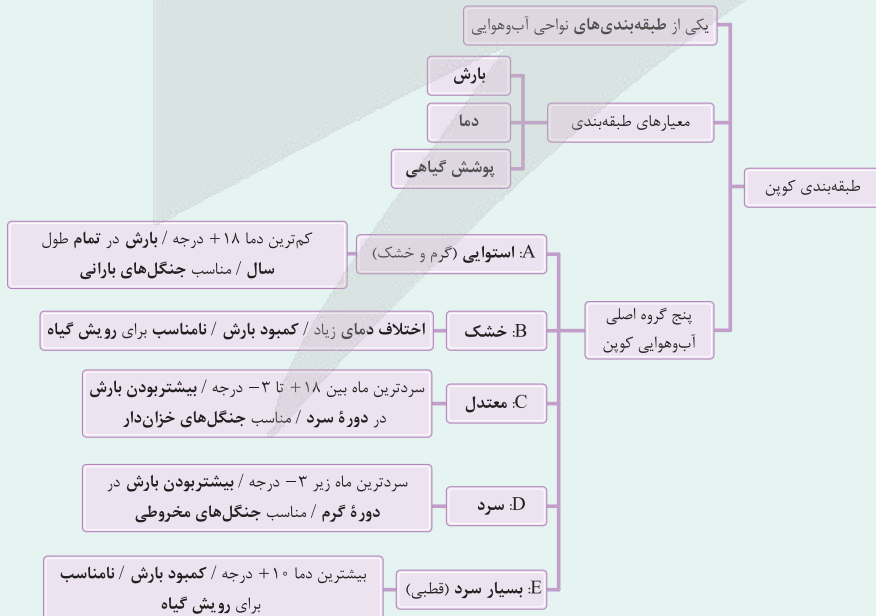 طبقه‌بندی کوپن
یکی از طبقه‌بندی‌های نواحی آب‌وهوایی
معیارهای طبقه‌بندی
بارش
دما
پوشش گیاهی
پنج گروه اصلی
آب‌وهوایی کوپن
A: استوایی (گرم و خشک)
کم‌ترین دما ۱۸+ درجه / بارش در تمام طول
سال / مناسب جنگل‌های بارانی
B: خشک
اختلاف دمای زیاد / کمبود بارش / نامناسب برای رویش گیاه
C: معتدل
سردترین ماه بین ۱۸+ تا ۳− درجه / بیشتربودن بارش
در دورهٔ سرد / مناسب جنگل‌های خزان‌دار
D: سرد
سردترین ماه زیر ۳− درجه / بیشتربودن بارش در
دورهٔ گرم / مناسب جنگل‌های مخروطی
E: بسیار سرد (قطبی)
بیشترین دما ۱۰+ درجه / کمبود بارش / نامناسب
برای رویش گیاه